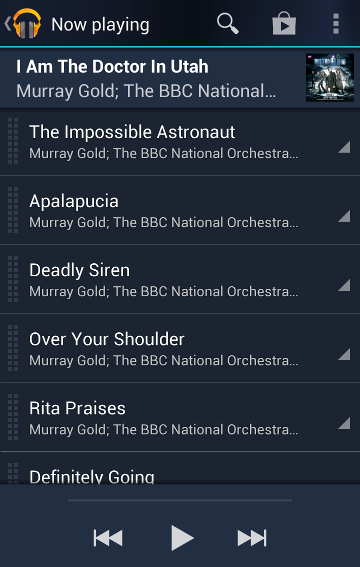 Now playing
I Am The Doctor In Utah
Murray Gold; The BBC National...
The Impossible Astronaut
Murray Gold; The BBC National Orchestra...
Apalapucia
Murray Gold; The BBC National Orchestra...
Deadly Siren
Murray Gold; The BBC National Orchestra...
Over Your Shoulder
Murray Gold; The BBC National Orchestra...
Rita Praises
Murray Gold; The BBC National Orchestra...
Definitely Going